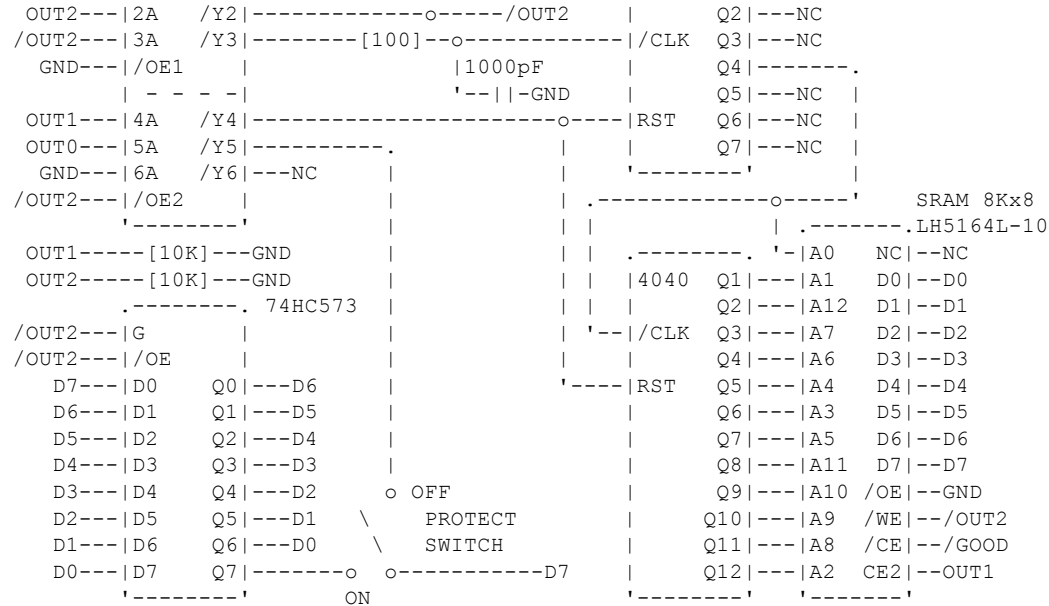 OUT2---|2A   /Y2|-------------o-----/OUT2    |       Q2|---NC
 /OUT2---|3A   /Y3|--------[100]--o------------|/CLK   Q3|---NC
   GND---|/OE1    |               |1000pF      |       Q4|-------.
         | - - - -|               '--||-GND    |       Q5|---NC  |
  OUT1---|4A   /Y4|----------------------o----|RST   Q6|---NC  |
  OUT0---|5A   /Y5|----------.           |    |       Q7|---NC  |
   GND---|6A   /Y6|---NC     |           |    '--------'       |
 /OUT2---|/OE2    |          |           | .-------------o-----'    SRAM 8Kx8
         '--------'          |           | |             | .-------.LH5164L-10
  OUT1-----[10K]---GND       |           | |  .--------. '-|A0   NC|--NC
  OUT2-----[10K]---GND       |           | |  |4040  Q1|---|A1   D0|--D0
         .--------. 74HC573  |           | |  |      Q2|---|A12  D1|--D1
 /OUT2---|G       |          |           | '--|/CLK  Q3|---|A7   D2|--D2
 /OUT2---|/OE     |          |           |    |      Q4|---|A6   D3|--D3
    D7---|D0    Q0|---D6     |           '----|RST   Q5|---|A4   D4|--D4
    D6---|D1    Q1|---D5     |                |      Q6|---|A3   D5|--D5
    D5---|D2    Q2|---D4     |                |      Q7|---|A5   D6|--D6
    D4---|D3    Q3|---D3     |                |      Q8|---|A11  D7|--D7
    D3---|D4    Q4|---D2     o OFF            |      Q9|---|A10 /OE|--GND
    D2---|D5    Q5|---D1   \    PROTECT       |     Q10|---|A9  /WE|--/OUT2
    D1---|D6    Q6|---D0    \   SWITCH        |     Q11|---|A8  /CE|--/GOOD
    D0---|D7    Q7|-------o  o------------D7  |     Q12|---|A2  CE2|--OUT1
         '--------'       ON                  '--------'   '-------'